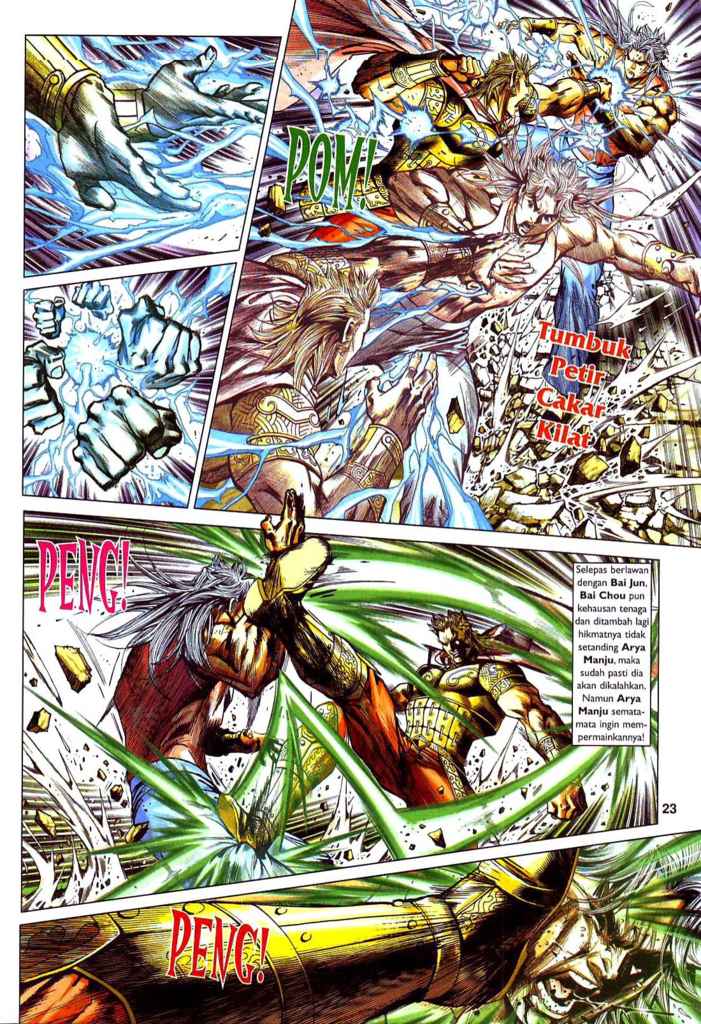 POM!
Tumbuk
Petir
Cakar
Kilat
PENG!
Selepas berlawan
dengan Bai Jun,
Bai Chou pun
kehausan tenaga
dan ditambah lagi
hikmatnya tidak
setanding Arya
Manju, maka
sudah pasti dia
akan dikalahkan.
Namun Arya
Manju semata-
mata ingin mem-
permainkannya!
23
PENG!